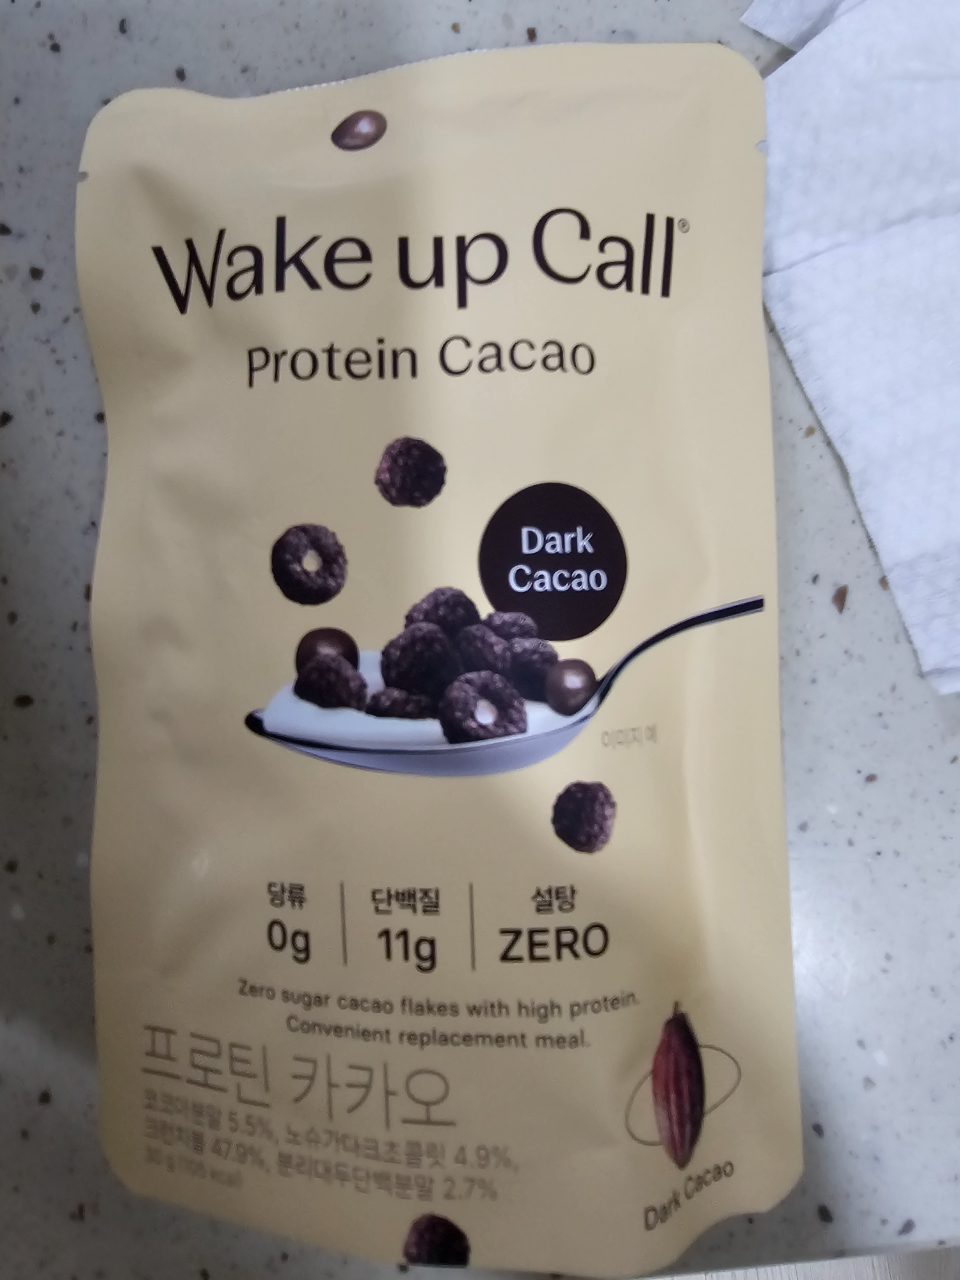 Wake up Call®
Protein Cacao
Dark
Cacao
이미지 예
당류
0g
단백질
11g
설탕
ZERO
Zero sugar cacao flakes with high protein.
Convenient replacement meal.
프로틴 카카오
코코아분말 5.5%, 노슈가다크초콜릿 4.9%,
크런치볼 47.9%, 분리대두단백분말 2.7%
30 g
Dark Cacao